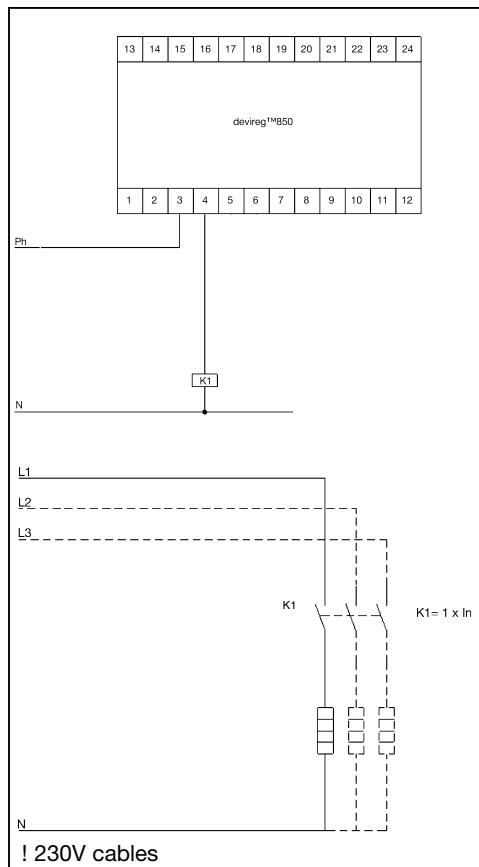 13 14 15 16 17 18 19 20 21 22 23 24
devireg™850
1 2 3 4 5 6 7 8 9 10 11 12
Ph
K1
N
L1
L2
L3
K1
K1= 1 x In
N
! 230V cables